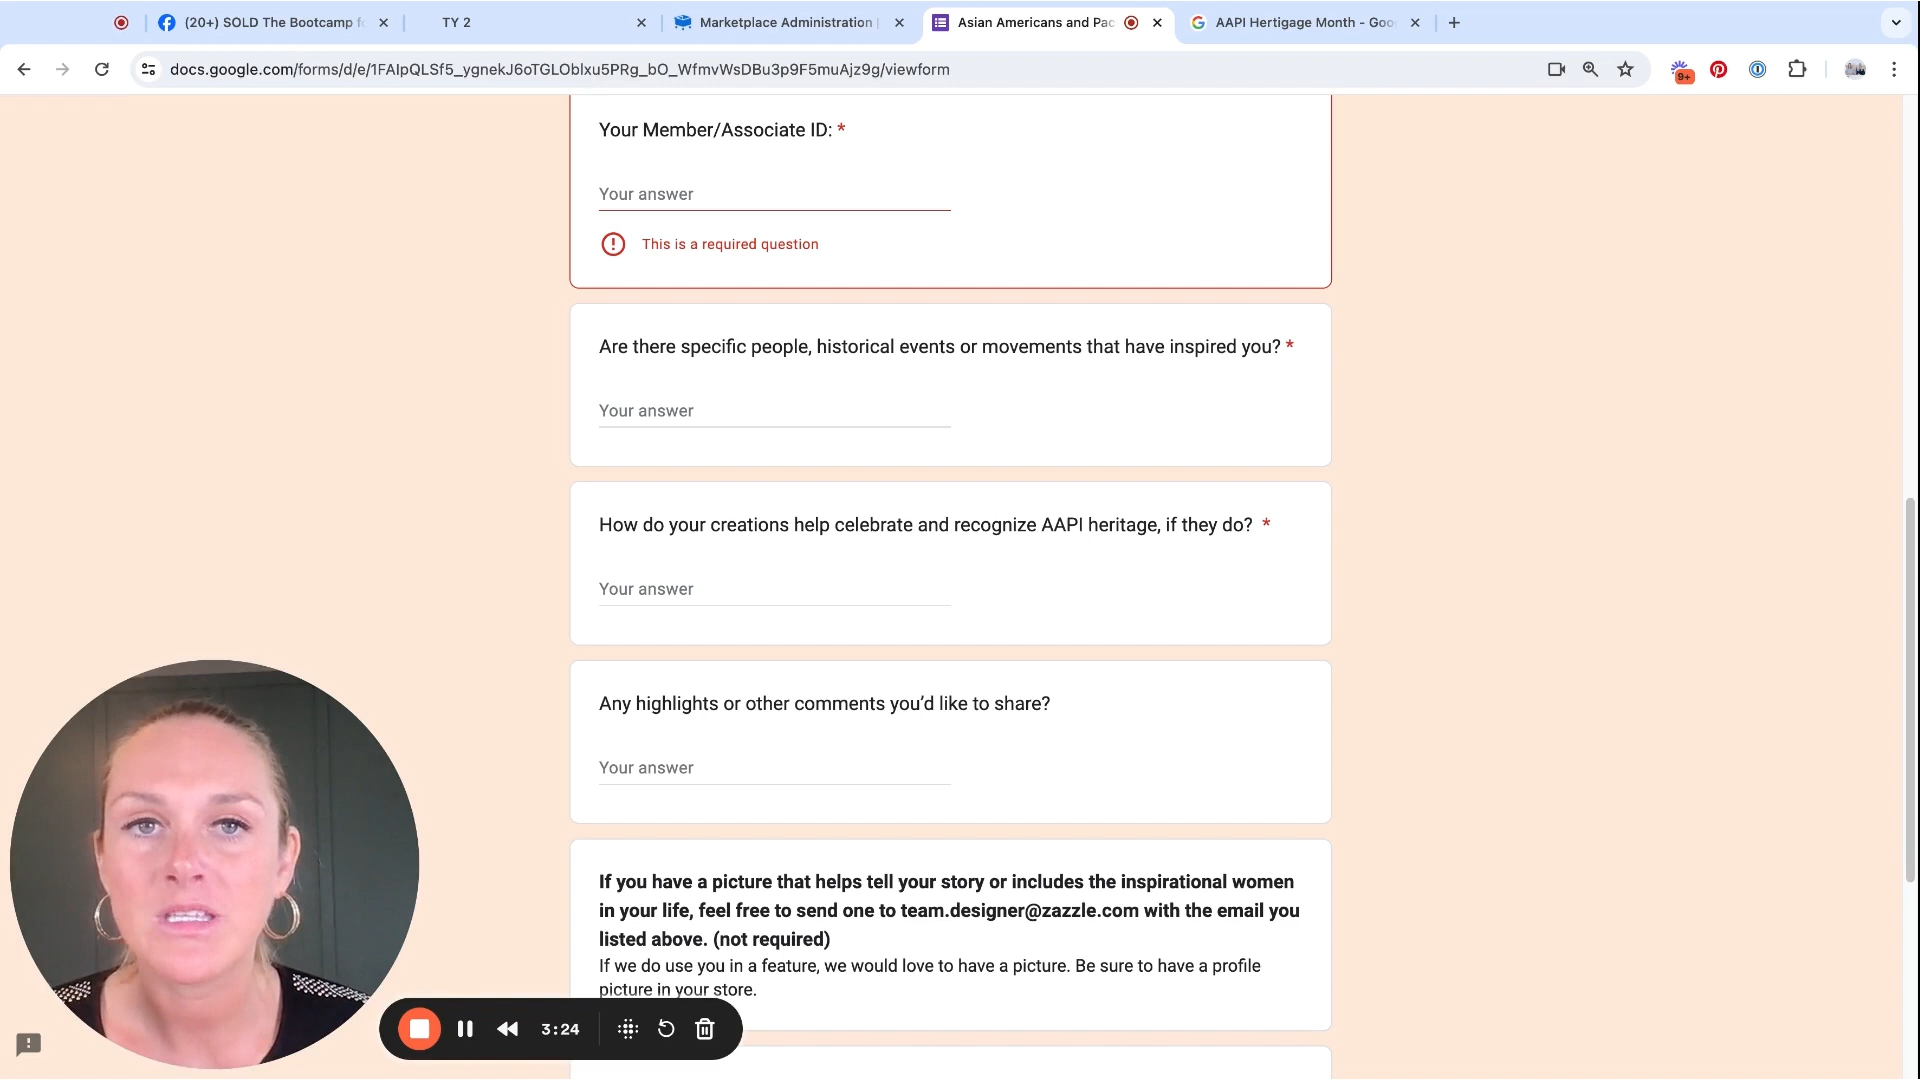 (20+) SOLD The Bootcamp f
TY 2
Marketplace Administration
Asian Americans and Pac
AAPI Hertigage Month - Goo
docs.google.com/forms/d/e/1FAIpQLSf5_ygnekJ6oTGLOblxu5PRg_bO_WfmvWsDBu3p9F5muAjz9g/viewform
9+
Your Member/Associate ID: *
Your answer
This is a required question
Are there specific people, historical events or movements that have inspired you? *
Your answer
How do your creations help celebrate and recognize AAPI heritage, if they do? *
Your answer
Any highlights or other comments you'd like to share?
Your answer
If you have a picture that helps tell your story or includes the inspirational women
in your life, feel free to send one to team.designer@zazzle.com with the email you
listed above. (not required)
If we do use you in a feature, we would love to have a picture. Be sure to have a profile
picture in your store.
3:24